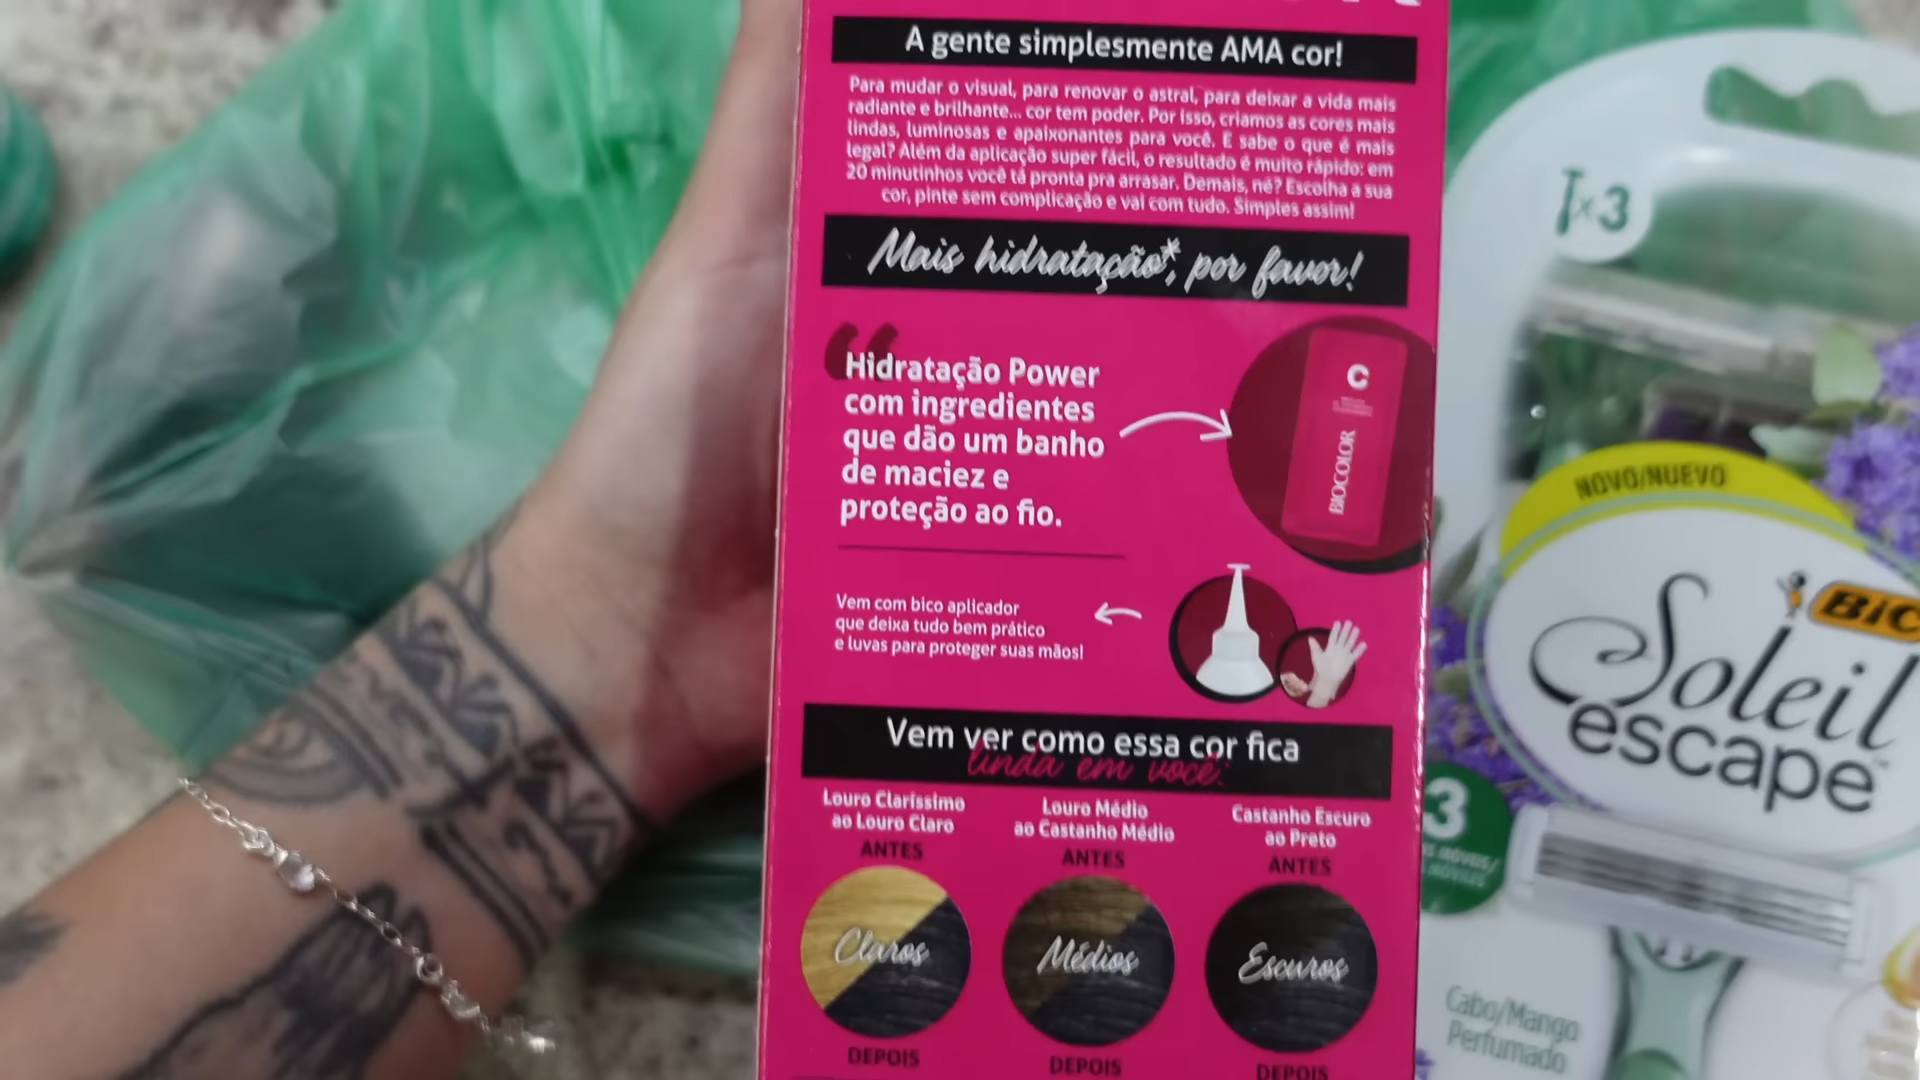 A gente simplesmente AMA cor!
Para mudar o visual, para renovar o astral, para deixar a vida mais
radiante e brilhante... cor tem poder. Por isso, criamos as cores mais
lindas, luminosas e apaixonantes para você. E sabe o que é mais
legal? Além da aplicação super fácil, o resultado é muito rápido: em
20 minutinhos você tá pronta pra arrasar. Demais, né? Escolha a sua
cor, pinte sem complicação e vai com tudo. Simples assim!
Mais hidratação*, por favor!
Hidratação Power
com ingredientes
que dão um banho
de maciez e
proteção ao fio.
C
BIOCOLOR
Vem com bico aplicador
que deixa tudo bem prático
e luvas para proteger suas mãos!
Vem ver como essa cor fica
linda em você:
Louro Claríssimo
ao Louro Claro
ANTES
Claros
DEPOIS
Louro Médio
ao Castanho Médio
ANTES
Médios
DEPOIS
Castanho Escuro
ao Preto
ANTES
Escuros
DEPOIS
x3
NOVO/NUEVO
BIC
Soleil
escape
3
Cabo/Mango
Perfumado